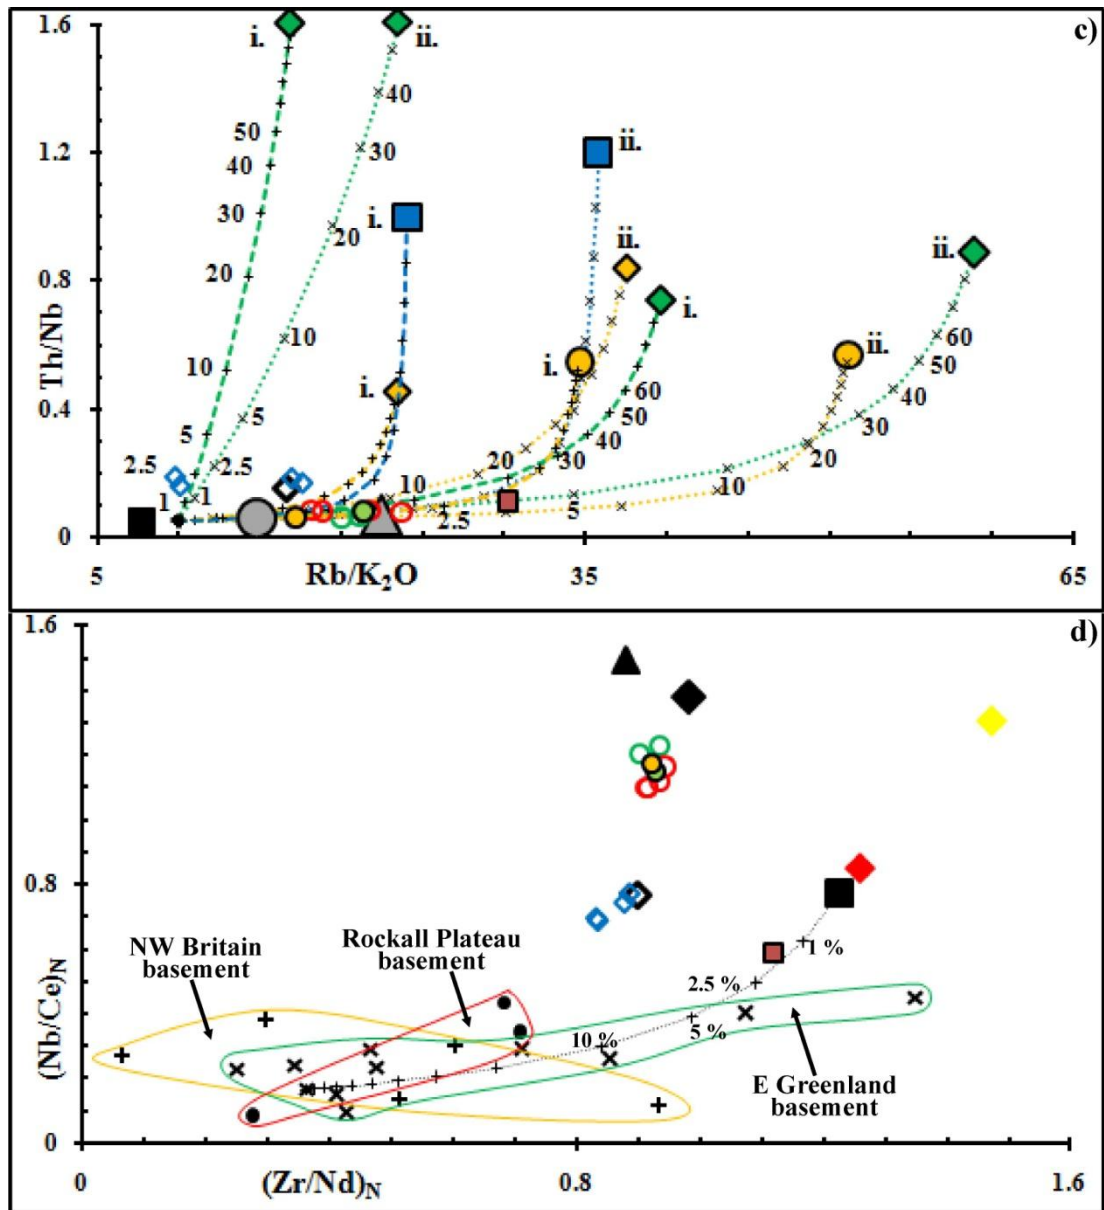 c)
1.6
i.
ii.
50
40
40
30
1.2
ii.
30
20
i.
20
ii.
ii.
0.8
Th/Nb
i.
10
10
60
i.
ii.
50
60
i.
50
0.4
5
5
40
40
30
20
30
20
2.5
2.5
10
10
1
1
2.5
5
0
5
Rb/K2O
35
65
d)
1.6
0.8
(Nb/Ce)N
NW Britain
basement
Rockall Plateau
basement
1 %
2.5 %
5 %
10 %
E Greenland
basement
0
0
(Zr/Nd)N
0.8
1.6